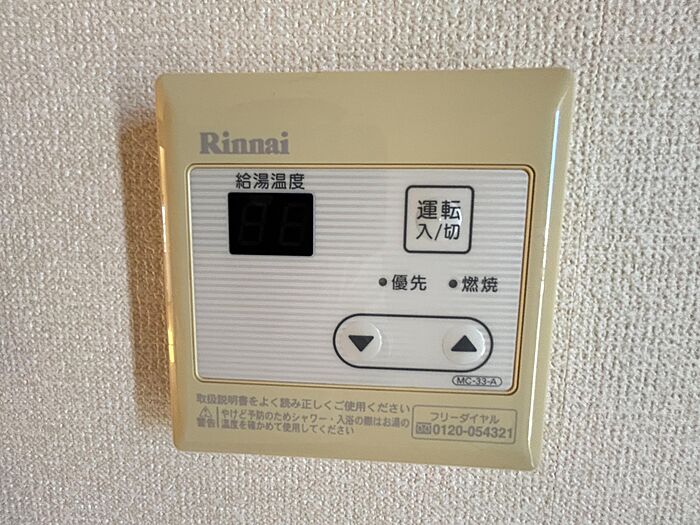 Rinnai
給湯温度
運転
入/切
優先 燃焼
MC-33-A
取扱説明書をよく読み正しくご使用ください
警告 やけど予防のためシャワー・入浴の際はお湯の
温度を確かめて使用してください
フリーダイヤル
0120-054321